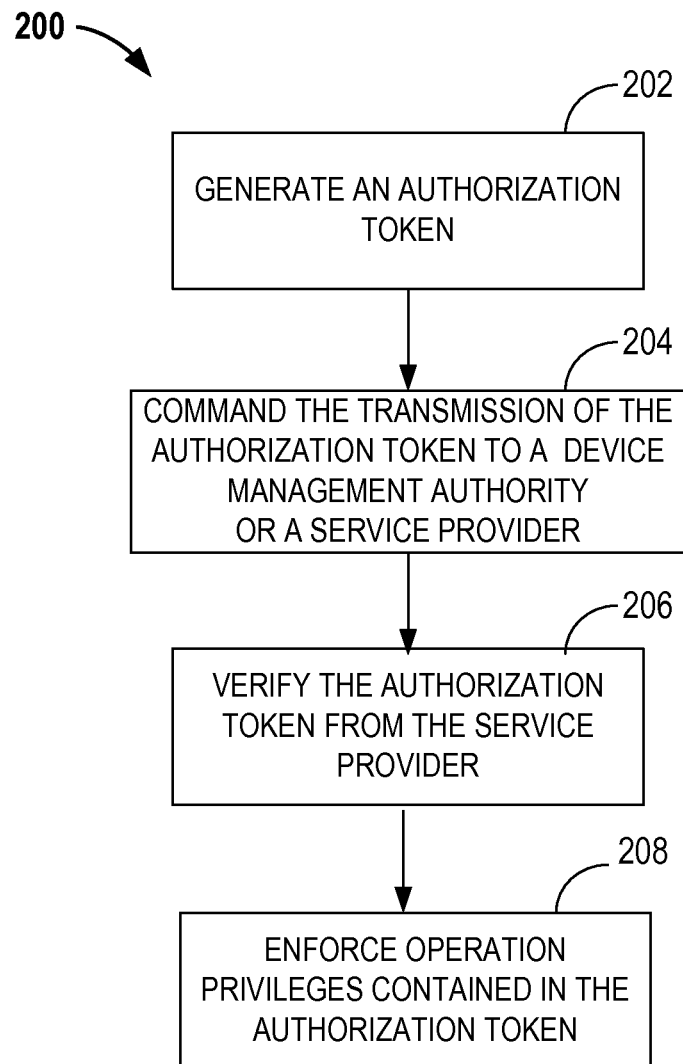 200
202
GENERATE AN AUTHORIZATION
TOKEN
204
COMMAND THE TRANSMISSION OF THE
AUTHORIZATION TOKEN TO A DEVICE
MANAGEMENT AUTHORITY
OR A SERVICE PROVIDER
206
VERIFY THE AUTHORIZATION
TOKEN FROM THE SERVICE
PROVIDER
208
ENFORCE OPERATION
PRIVILEGES CONTAINED IN THE
AUTHORIZATION TOKEN